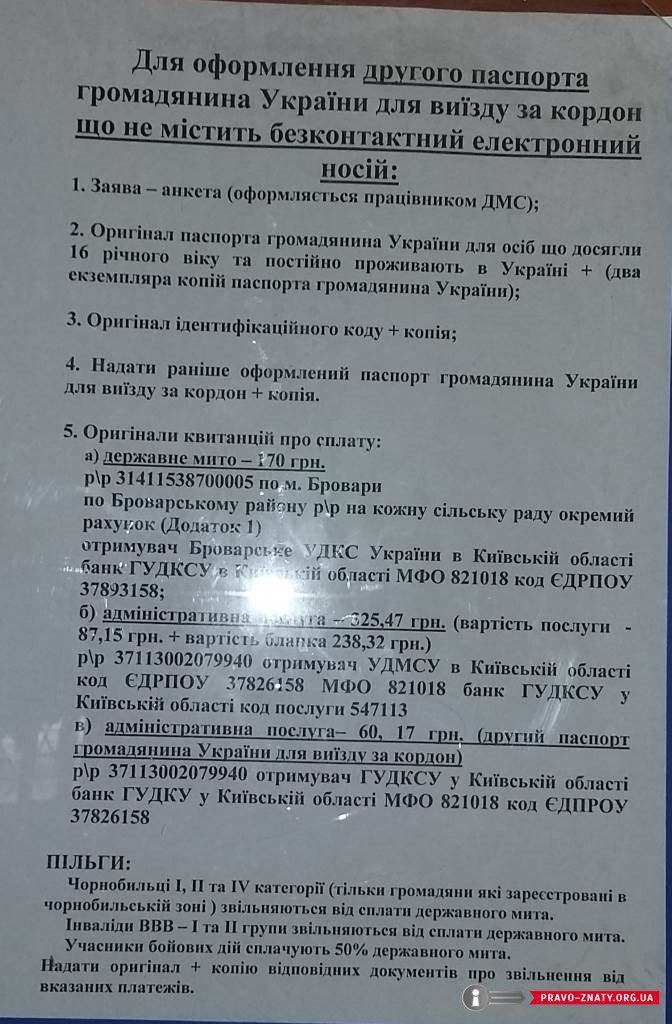 Для оформлення другого паспорта
громадянина України для виїзду за кордон
що не містить безконтактний електронний
носій:
1. Заява – анкета (оформляється працівником ДМС);
2. Оригінал паспорта громадянина України для осіб що досягли
16 річного віку та постійно проживають в Україні + (два
екземпляра копій паспорта громадянина України);
3. Оригінал ідентифікаційного коду + копія;
4. Надати раніше оформлений паспорт громадянина України
для виїзду за кордон + копія.
5. Оригінали квитанцій про сплату:
а) державне мито – 170 грн.
р\р 31411538700005 по м. Бровари
по Броварському району р\р на кожну сільську раду окремий
рахунок (Додаток 1)
отримувач Броварське УДКС України в Київській області
банк ГУДКСУ в Київській області МФО 821018 код ЄДРПОУ
37893158;
б) адміністративна послуга – 325,47 грн. (вартість послуги -
87,15 грн. + вартість бланка 238,32 грн.)
р\р 37113002079940 отримувач УДМСУ в Київській області
код ЄДРПОУ 37826158 МФО 821018 банк ГУДКСУ у
Київській області код послуги 547113
в) адміністративна послуга– 60, 17 грн. (другий паспорт
громадянина України для виїзду за кордон)
р\р 37113002079940 отримувач ГУДКСУ у Київській області
банк ГУДКУ у Київській області МФО 821018 код ЄДПРОУ
37826158
ПІЛЬГИ:
Чорнобильці І, ІІ та IV категорії (тільки громадяни які зареєстровані в
чорнобильській зоні ) звільняються від сплати державного мита.
Інваліди ВВВ – І та ІІ групи звільняються від сплати державного мита.
Учасники бойових дій сплачують 50% державного мита.
Надати оригінал + копію відповідних документів про звільнення від
вказаних платежів.
PRAVO-ZNATY.ORG.UA